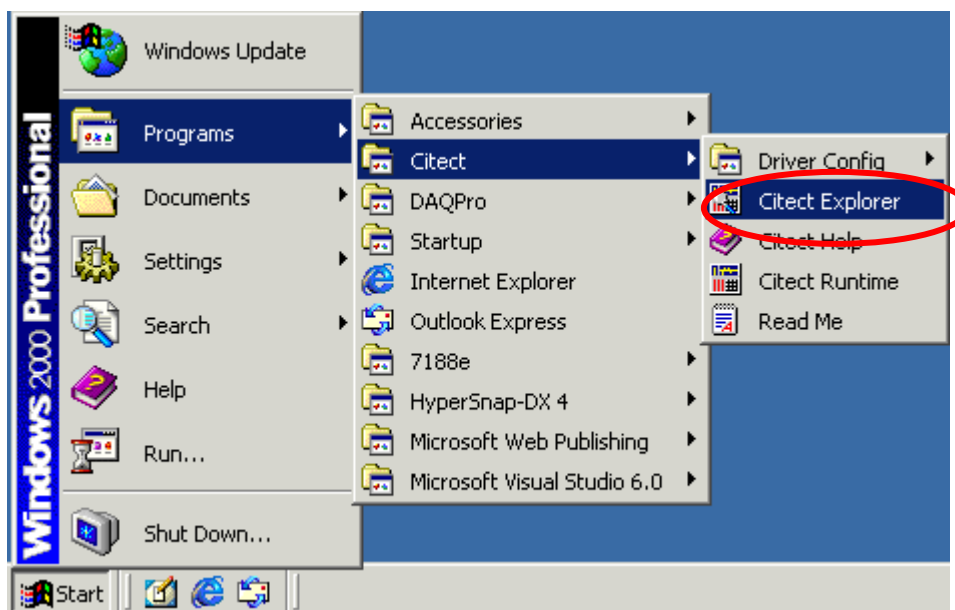 Windows 2000 Professional
Windows Update
Programs
Documents
Settings
Search
Help
Run...
Shut Down...
Accessories
Citect
DAQPro
Startup
Internet Explorer
Outlook Express
7188e
HyperSnap-DX 4
Microsoft Web Publishing
Microsoft Visual Studio 6.0
Driver Config
Citect Explorer
Citect Help
Citect Runtime
Read Me
Start